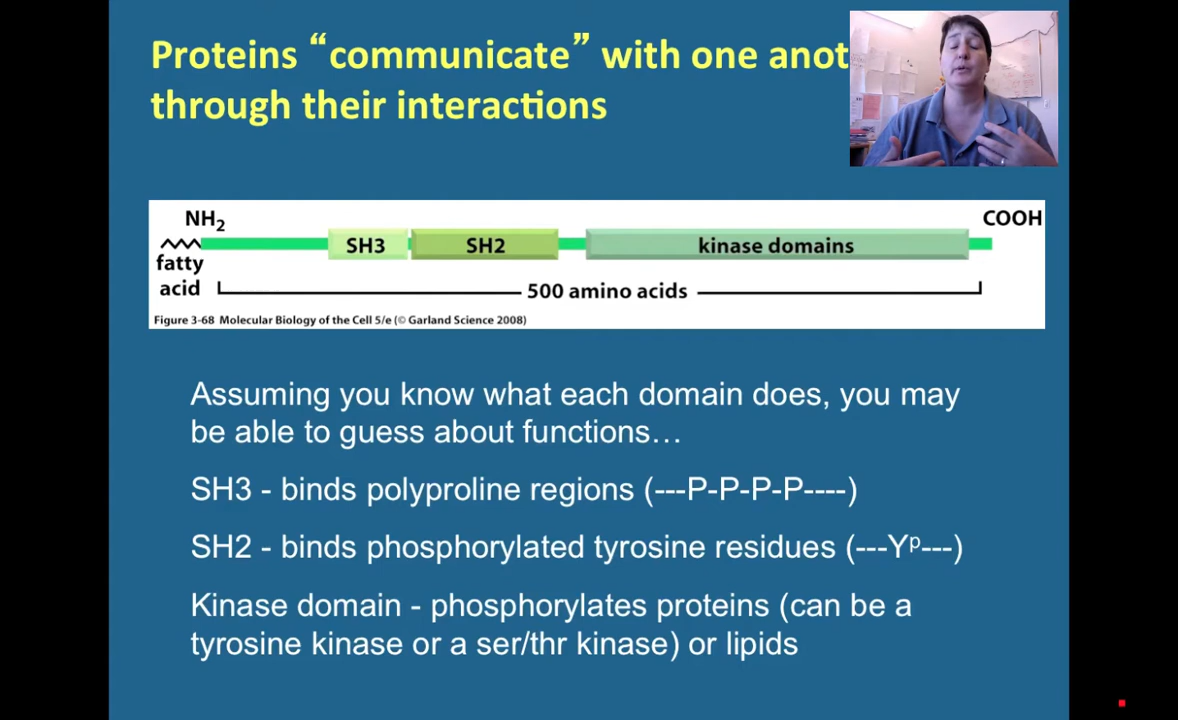 Proteins “communicate” with one anot
through their interactions
NH2
COOH
SH3
SH2
kinase domains
fatty
acid
500 amino acids
Figure 3-68 Molecular Biology of the Cell 5/e (© Garland Science 2008)
Assuming you know what each domain does, you may
be able to guess about functions…
SH3 - binds polyproline regions (---P-P-P-P----)
SH2 - binds phosphorylated tyrosine residues (---Yᵖ---)
Kinase domain - phosphorylates proteins (can be a
tyrosine kinase or a ser/thr kinase) or lipids